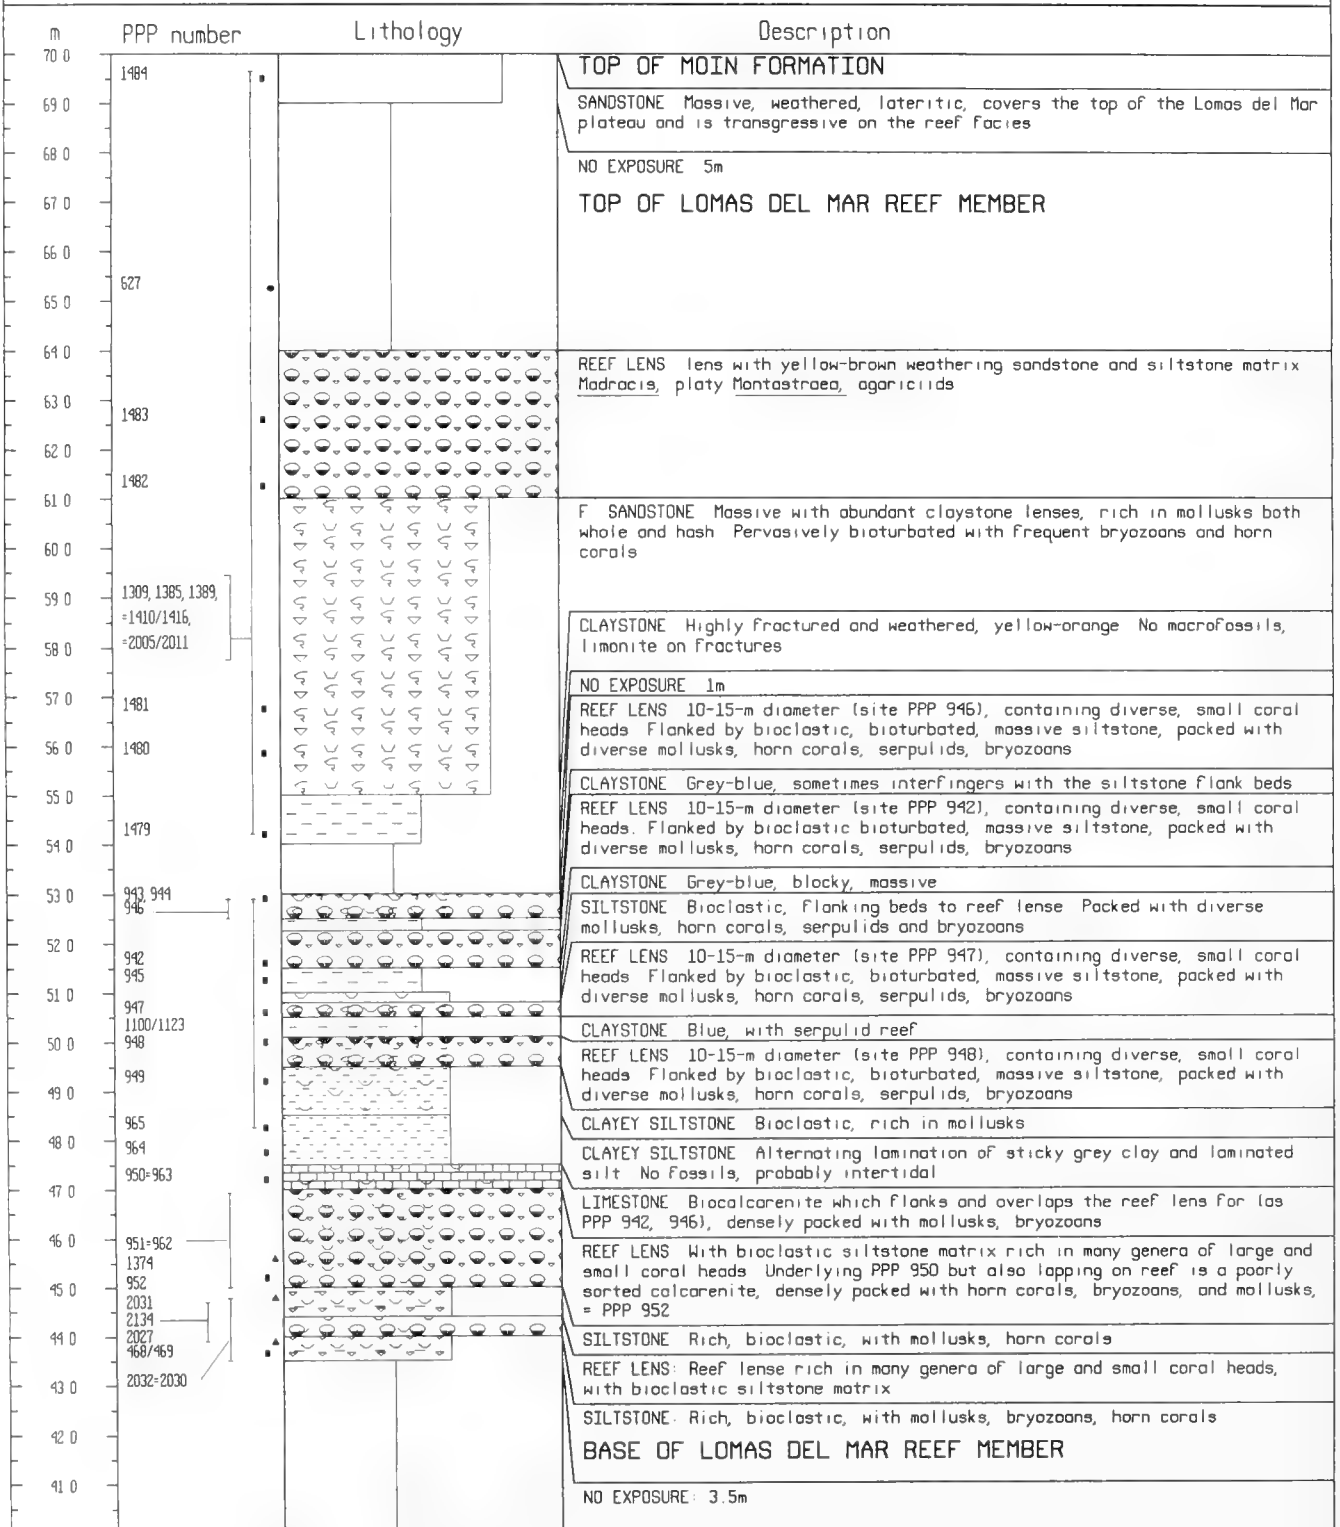 m PPP number Lithology Description
70 0
69 0
68 0
67 0
66 0
65 0
64 0
63 0
62 0
61 0
60 0
59 0
58 0
57 0
56 0
55 0
54 0
53 0
52 0
51 0
50 0
49 0
48 0
47 0
46 0
45 0
44 0
43 0
42 0
41 0
1484
627
1483
1482
1309, 1385, 1389,
=1410/1416,
=2005/2011
1481
1480
1479
943, 944
946
942
945
947
1100/1123
948
949
965
964
950=963
951=962
1374
952
2031
2134
2027
468/469
2032=2030
TOP OF MOIN FORMATION
SANDSTONE Massive, weathered, lateritic, covers the top of the Lomas del Mar
plateau and is transgressive on the reef facies
NO EXPOSURE 5m
TOP OF LOMAS DEL MAR REEF MEMBER
REEF LENS lens with yellow-brown weathering sandstone and siltstone matrix
Madracis, platy Montastraea, agariciids
F SANDSTONE Massive with abundant claystone lenses, rich in mollusks both
whole and hash Pervasively bioturbated with frequent bryozoans and horn
corals
CLAYSTONE Highly fractured and weathered, yellow-orange No macrofossils,
limonite on fractures
NO EXPOSURE 1m
REEF LENS 10-15-m diameter (site PPP 946), containing diverse, small coral
heads Flanked by bioclastic, bioturbated, massive siltstone, packed with
diverse mollusks, horn corals, serpulids, bryozoans
CLAYSTONE Grey-blue, sometimes interfingers with the siltstone flank beds
REEF LENS 10-15-m diameter (site PPP 942), containing diverse, small coral
heads. Flanked by bioclastic bioturbated, massive siltstone, packed with
diverse mollusks, horn corals, serpulids, bryozoans
CLAYSTONE Grey-blue, blocky, massive
SILTSTONE Bioclastic, Flanking beds to reef lense Packed with diverse
mollusks, horn corals, serpulids and bryozoans
REEF LENS 10-15-m diameter (site PPP 947), containing diverse, small coral
heads Flanked by bioclastic, bioturbated, massive siltstone, packed with
diverse mollusks, horn corals, serpulids, bryozoans
CLAYSTONE Blue, with serpulid reef
REEF LENS 10-15-m diameter (site PPP 948), containing diverse, small coral
heads Flanked by bioclastic, bioturbated, massive siltstone, packed with
diverse mollusks, horn corals, serpulids, bryozoans
CLAYEY SILTSTONE Bioclastic, rich in mollusks
CLAYEY SILTSTONE Alternating lamination of sticky grey clay and laminated
silt No Fossils, probably intertidal
LIMESTONE Biocalcarenite which flanks and overlaps the reef lens for (as
PPP 942, 946), densely packed with mollusks, bryozoans
REEF LENS With bioclastic siltstone matrix rich in many genera of large and
small coral heads Underlying PPP 950 but also lapping on reef is a poorly
sorted calcarenite, densely packed with horn corals, bryozoans, and mollusks,
= PPP 952
SILTSTONE Rich, bioclastic, with mollusks, horn corals
REEF LENS: Reef lense rich in many genera of large and small coral heads,
with bioclastic siltstone matrix
SILTSTONE: Rich, bioclastic, with mollusks, bryozoans, horn corals
BASE OF LOMAS DEL MAR REEF MEMBER
NO EXPOSURE: 3.5m